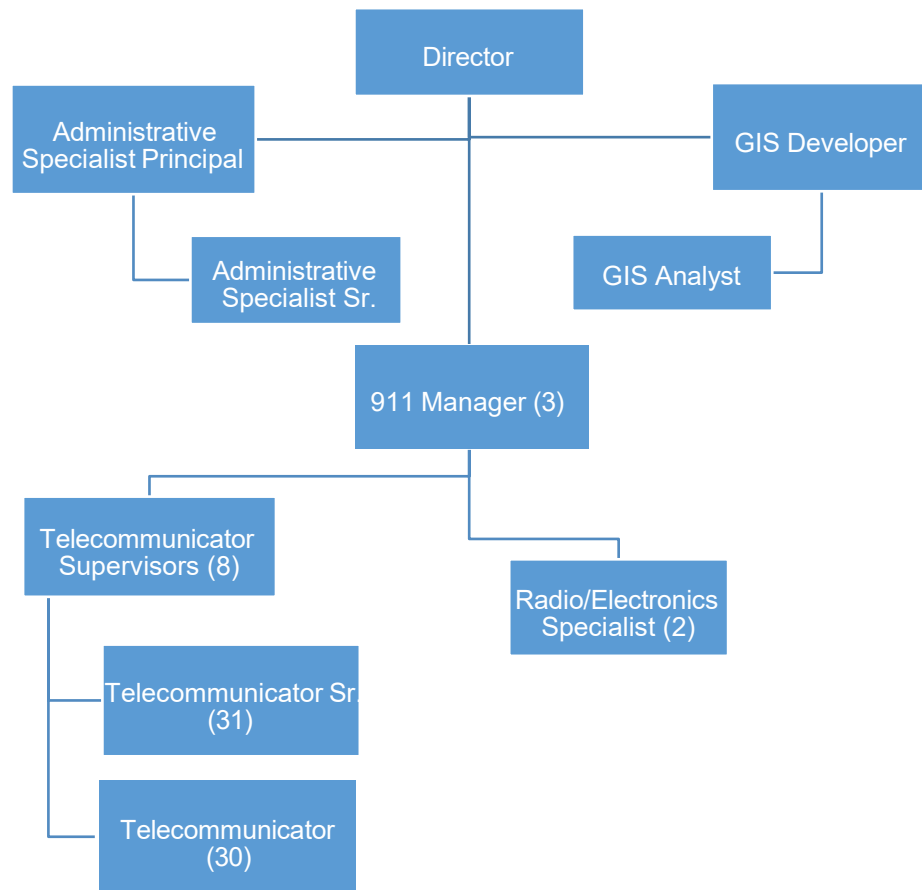 Director
Administrative
Specialist Principal
GIS Developer
Administrative
Specialist Sr.
GIS Analyst
911 Manager (3)
Telecommunicator
Supervisors (8)
Radio/Electronics
Specialist (2)
Telecommunicator Sr.
(31)
Telecommunicator
(30)